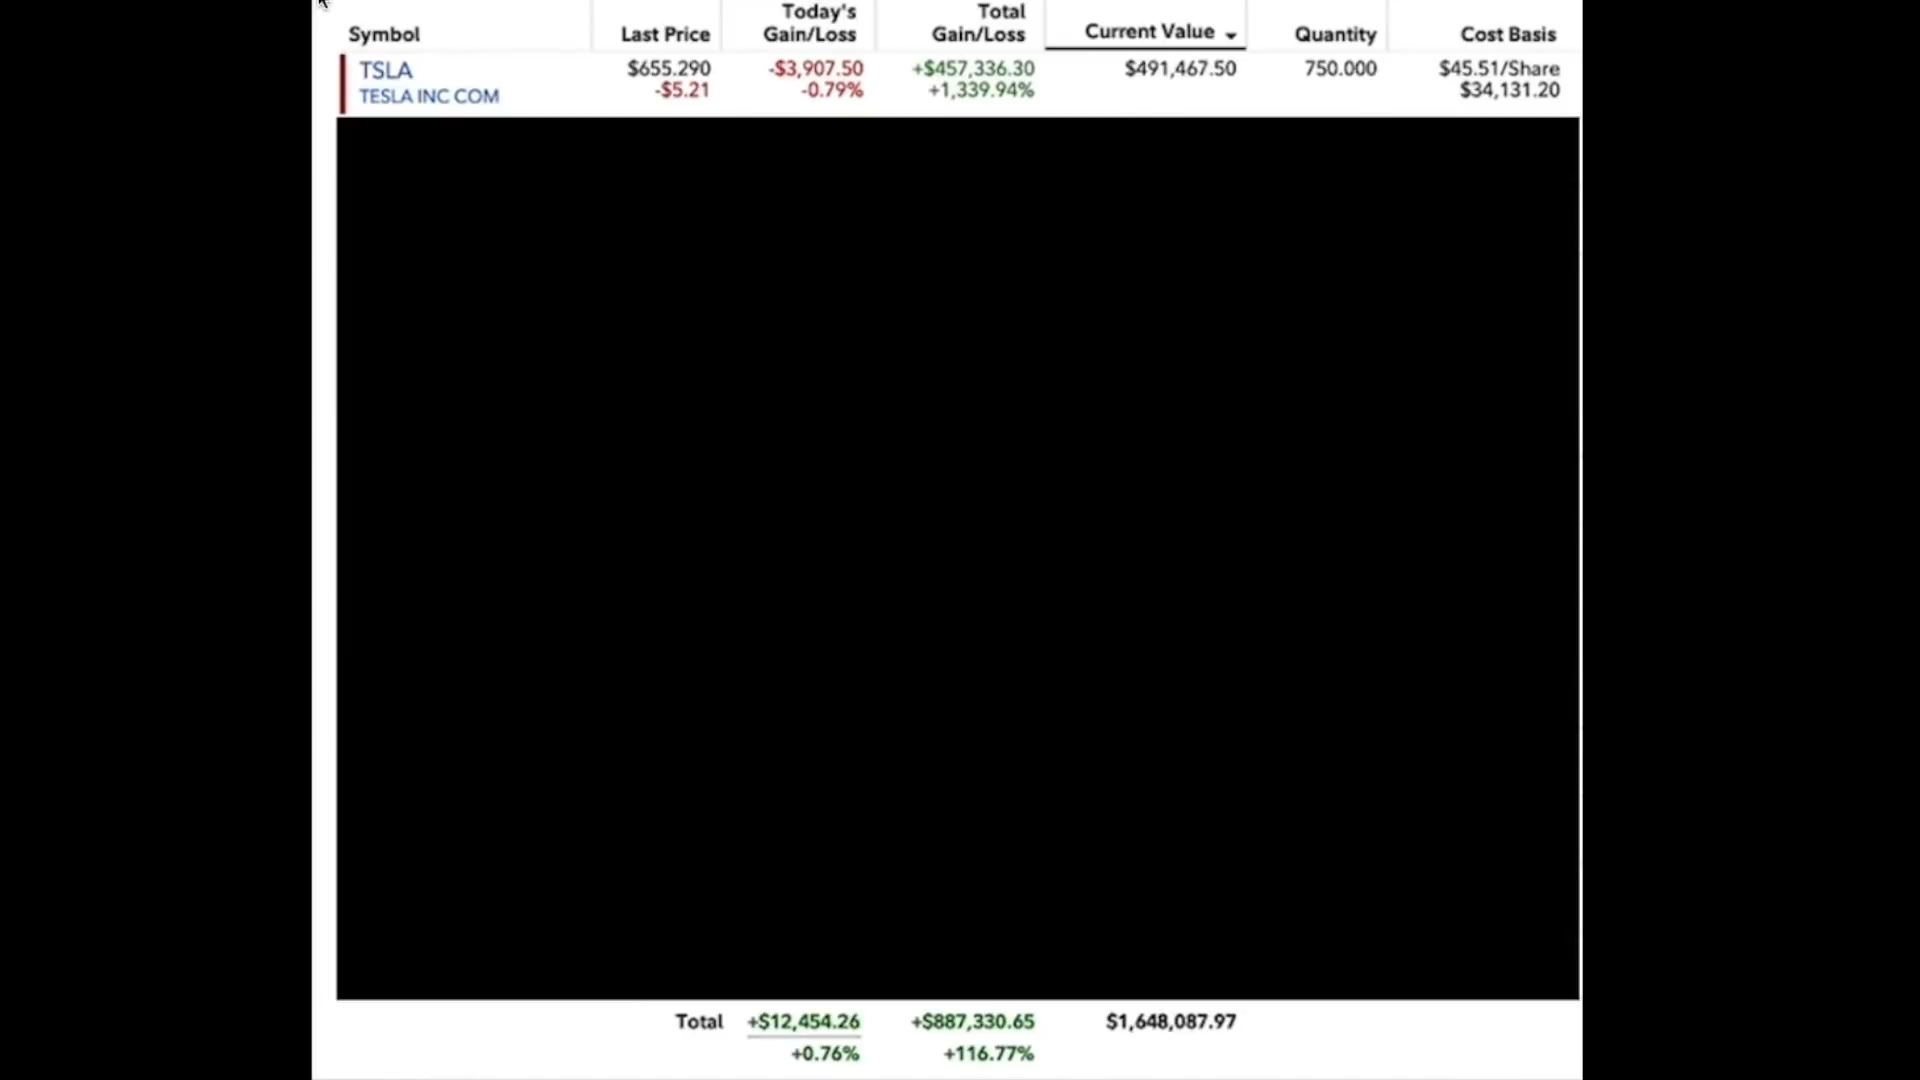 Symbol Last Price Today's Gain/Loss Total Gain/Loss Current Value Quantity Cost Basis
TSLA $655.290 -$3,907.50 +$457,336.30 $491,467.50 750.000 $45.51/Share
TESLA INC COM -$5.21 -0.79% +1,339.94% $34,131.20
Total +$12,454.26 +$887,330.65 $1,648,087.97
+0.76% +116.77%